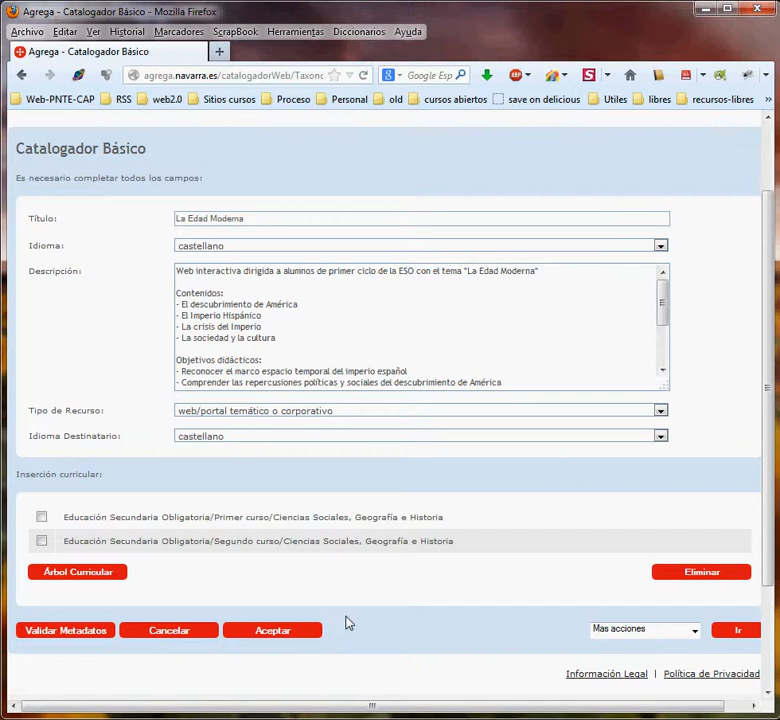 Agrega - Catalogador Básico - Mozilla Firefox
Archivo Editar Ver Historial Marcadores ScrapBook Herramientas Diccionarios Ayuda
Agrega - Catalogador Básico
agrega.navarra.es/catalogadorWeb/Taxono Google Esp
Web-PNTE-CAP RSS web2.0 Sitios cursos Proceso Personal old cursos abiertos save on delicious Utiles libres recursos-libres
Catalogador Básico
Es necesario completar todos los campos:
Título: La Edad Moderna
Idioma: castellano
Descripción: Web interactiva dirigida a alumnos de primer ciclo de la ESO con el tema "La Edad Moderna"
Contenidos:
- El descubrimiento de América
- El Imperio Hispánico
- La crisis del Imperio
- La sociedad y la cultura
Objetivos didácticos:
- Reconocer el marco espacio temporal del imperio español
- Comprender las repercusiones políticas y sociales del descubrimiento de América
Tipo de Recurso: web/portal temático o corporativo
Idioma Destinatario: castellano
Inserción curricular:
Educación Secundaria Obligatoria/Primer curso/Ciencias Sociales, Geografía e Historia
Educación Secundaria Obligatoria/Segundo curso/Ciencias Sociales, Geografía e Historia
Árbol Curricular Eliminar
Validar Metadatos Cancelar Aceptar Mas acciones Ir
Información Legal | Política de Privacidad